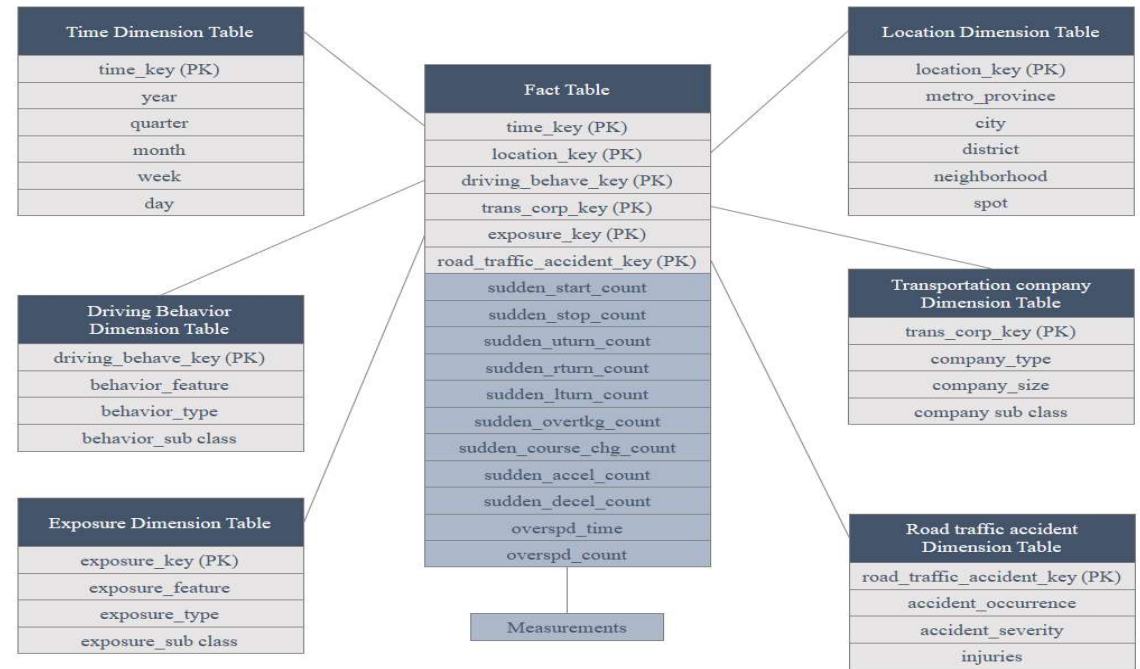 Time Dimension Table
time_key (PK)
year
quarter
month
week
day
Driving Behavior
Dimension Table
driving_behave_key (PK)
behavior_feature
behavior_type
behavior_sub class
Exposure Dimension Table
exposure_key (PK)
exposure_feature
exposure_type
exposure_sub class
Fact Table
time_key (PK)
location_key (PK)
driving_behave_key (PK)
trans_corp_key (PK)
exposure_key (PK)
road_traffic_accident_key (PK)
sudden_start_count
sudden_stop_count
sudden_uturn_count
sudden_rturn_count
sudden_lturn_count
sudden_overtkg_count
sudden_course_chg_count
sudden_accel_count
sudden_decel_count
overspd_time
overspd_count
Measurements
Location Dimension Table
location_key (PK)
metro_province
city
district
neighborhood
spot
Transportation company
Dimension Table
trans_corp_key (PK)
company_type
company_size
company sub class
Road traffic accident
Dimension Table
road_traffic_accident_key (PK)
accident_occurrence
accident_severity
injuries